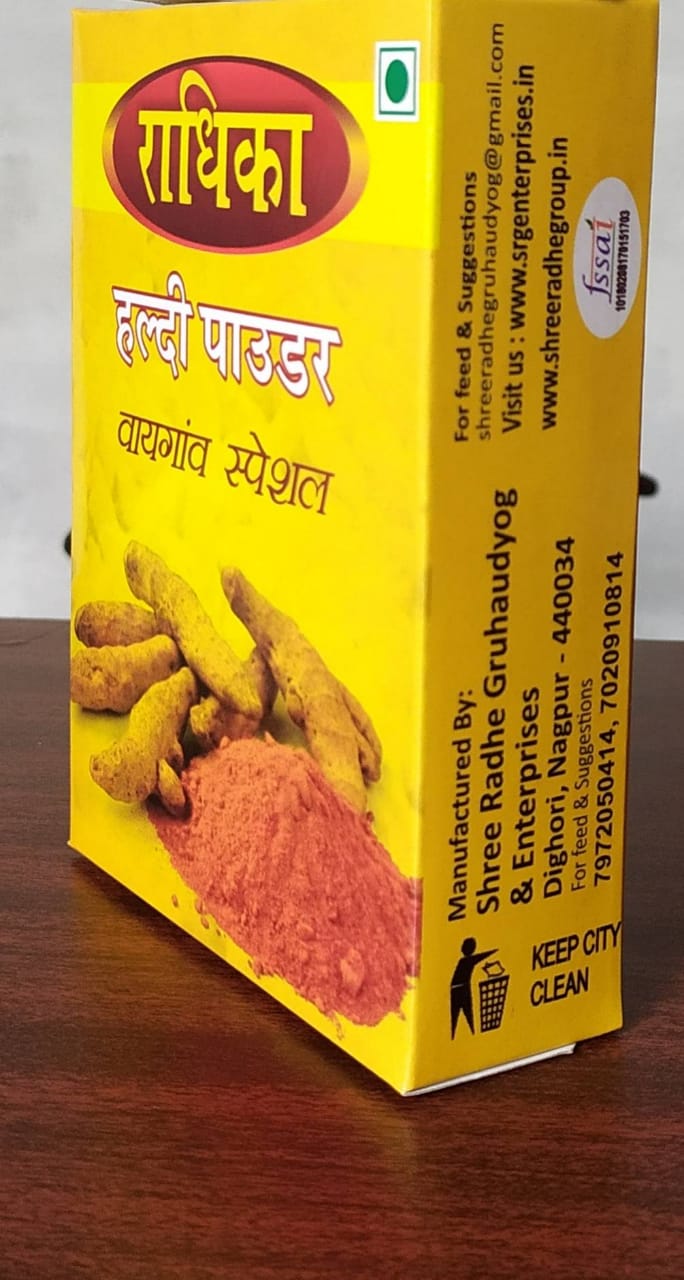 राधिका
हल्दी पाउडर
वायगांव स्पेशल
For feed & Suggestions
shreeradhegruhaudyog@gmail.com
Visit us : www.srgenterprises.in
www.shreeradhegroup.in
fssai
Manufactured By:
Shree Radhe Gruhaudyog
& Enterprises
Dighori, Nagpur - 440034
For feed & Suggestions
7972050414, 7020910814
KEEP CITY
CLEAN